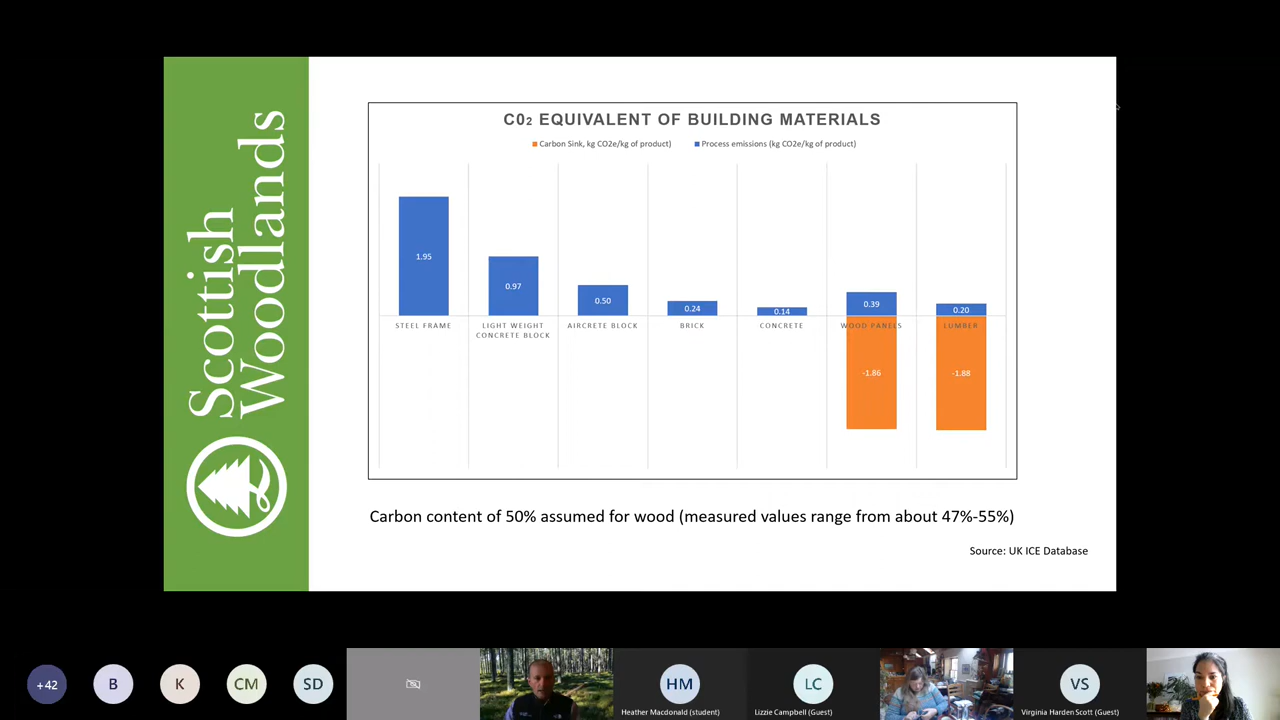 Scottish
Woodlands
C0₂ EQUIVALENT OF BUILDING MATERIALS
Carbon Sink, kg CO2e/kg of product)
Process emissions (kg CO2e/kg of product)
1.95
0.97
0.50
0.24
0.14
0.39
0.20
STEEL FRAME
LIGHT WEIGHT
CONCRETE BLOCK
AIRCRETE BLOCK
BRICK
CONCRETE
WOOD PANELS
LUMBER
-1.86
-1.88
Carbon content of 50% assumed for wood (measured values range from about 47%-55%)
Source: UK ICE Database
+42
B
K
CM
SD
HM
Heather Macdonald (student)
LC
Lizzie Campbell (Guest)
VS
Virginia Harden Scott (Guest)